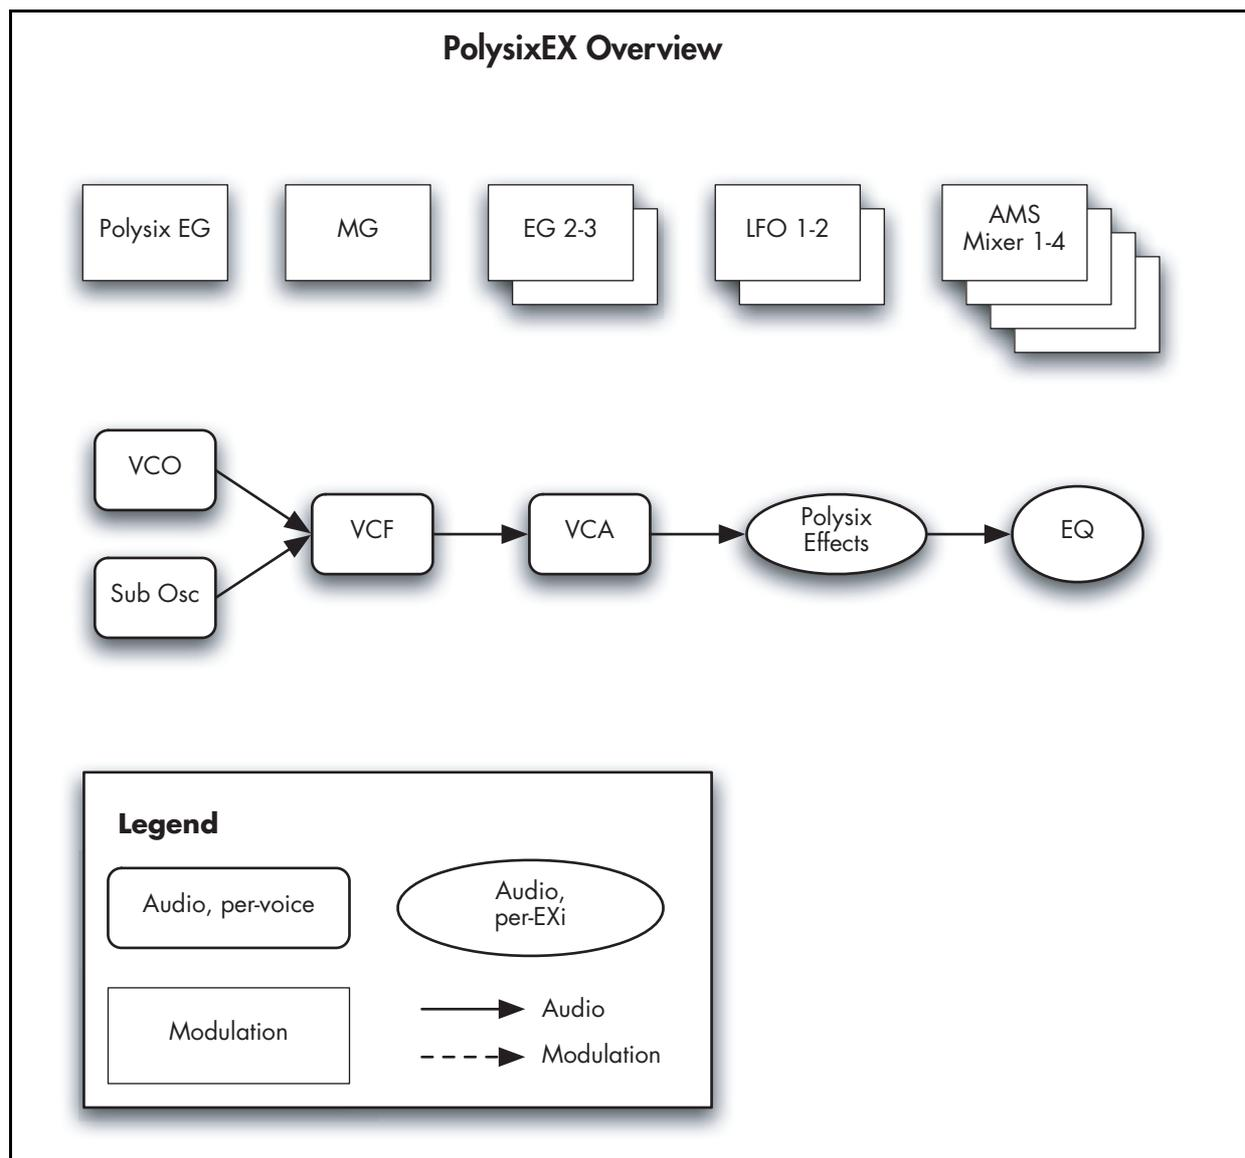 PolysixEX Overview
Polysix EG
MG
EG 2-3
LFO 1-2
AMS
Mixer 1-4
VCO
Sub Osc
VCF
VCA
Polysix
Effects
EQ
Legend
Audio, per-voice
Audio,
per-EXi
Modulation
Audio
Modulation